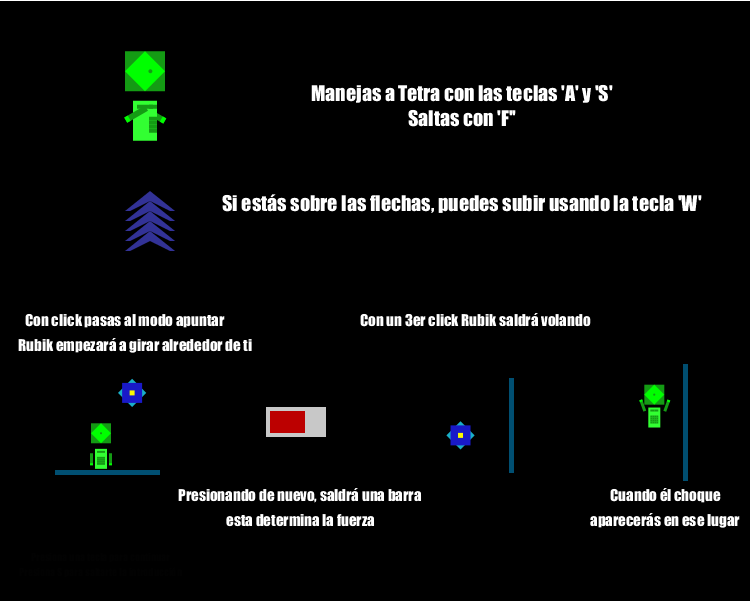 Manejas a Tetra con las teclas 'A' y 'S'
Saltas con 'F''
Si estás sobre las flechas, puedes subir usando la tecla 'W'
Con click pasas al modo apuntar
Rubik empezará a girar alrededor de ti
Con un 3er click Rubik saldrá volando
Presionando de nuevo, saldrá una barra
esta determina la fuerza
Cuando él choque
aparecerás en ese lugar